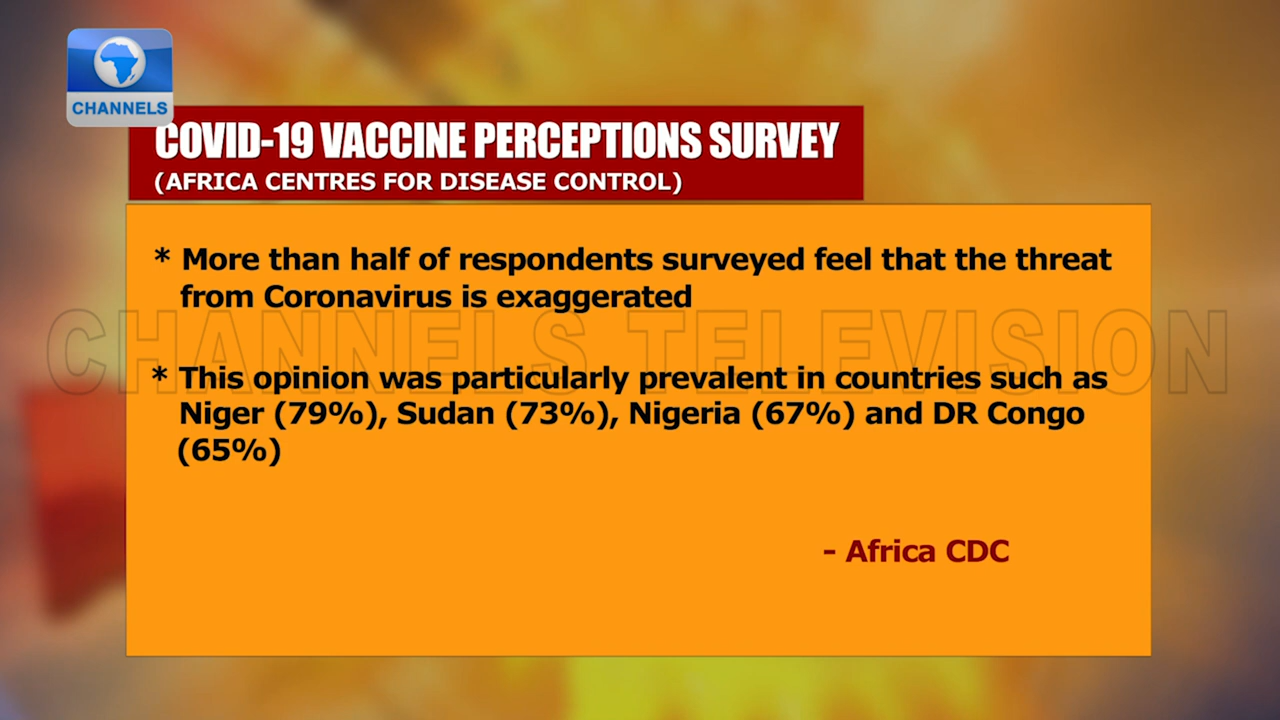 CHANNELS
COVID-19 VACCINE PERCEPTIONS SURVEY
(AFRICA CENTRES FOR DISEASE CONTROL)
* More than half of respondents surveyed feel that the threat
from Coronavirus is exaggerated
CHANNELS TELEVISION
* This opinion was particularly prevalent in countries such as
Niger (79%), Sudan (73%), Nigeria (67%) and DR Congo
(65%)
- Africa CDC